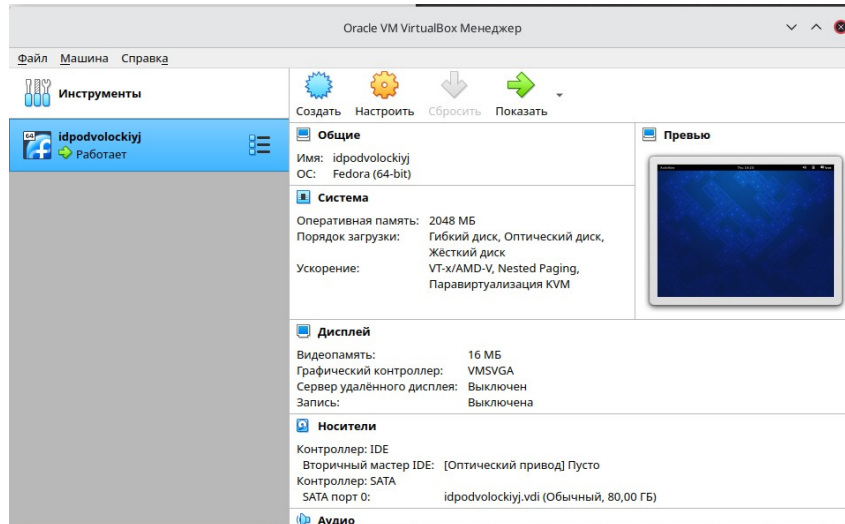 Oracle VM VirtualBox Менеджер
Файл Машина Справка
Инструменты
Создать Настроить Сбросить Показать
64
idpodvolockiyj
Работает
Общие
Имя: idpodvolockiyj
ОС: Fedora (64-bit)
Превью
Система
Оперативная память: 2048 МБ
Порядок загрузки: Гибкий диск, Оптический диск,
Жёсткий диск
Ускорение: VT-x/AMD-V, Nested Paging,
Паравиртуализация KVM
Дисплей
Видеопамять: 16 МБ
Графический контроллер: VMSVGA
Сервер удалённого дисплея: Выключен
Запись: Выключена
Носители
Контроллер: IDE
Вторичный мастер IDE: [Оптический привод] Пусто
Контроллер: SATA
SATA порт 0: idpodvolockiyj.vdi (Обычный, 80,00 ГБ)
Аудио